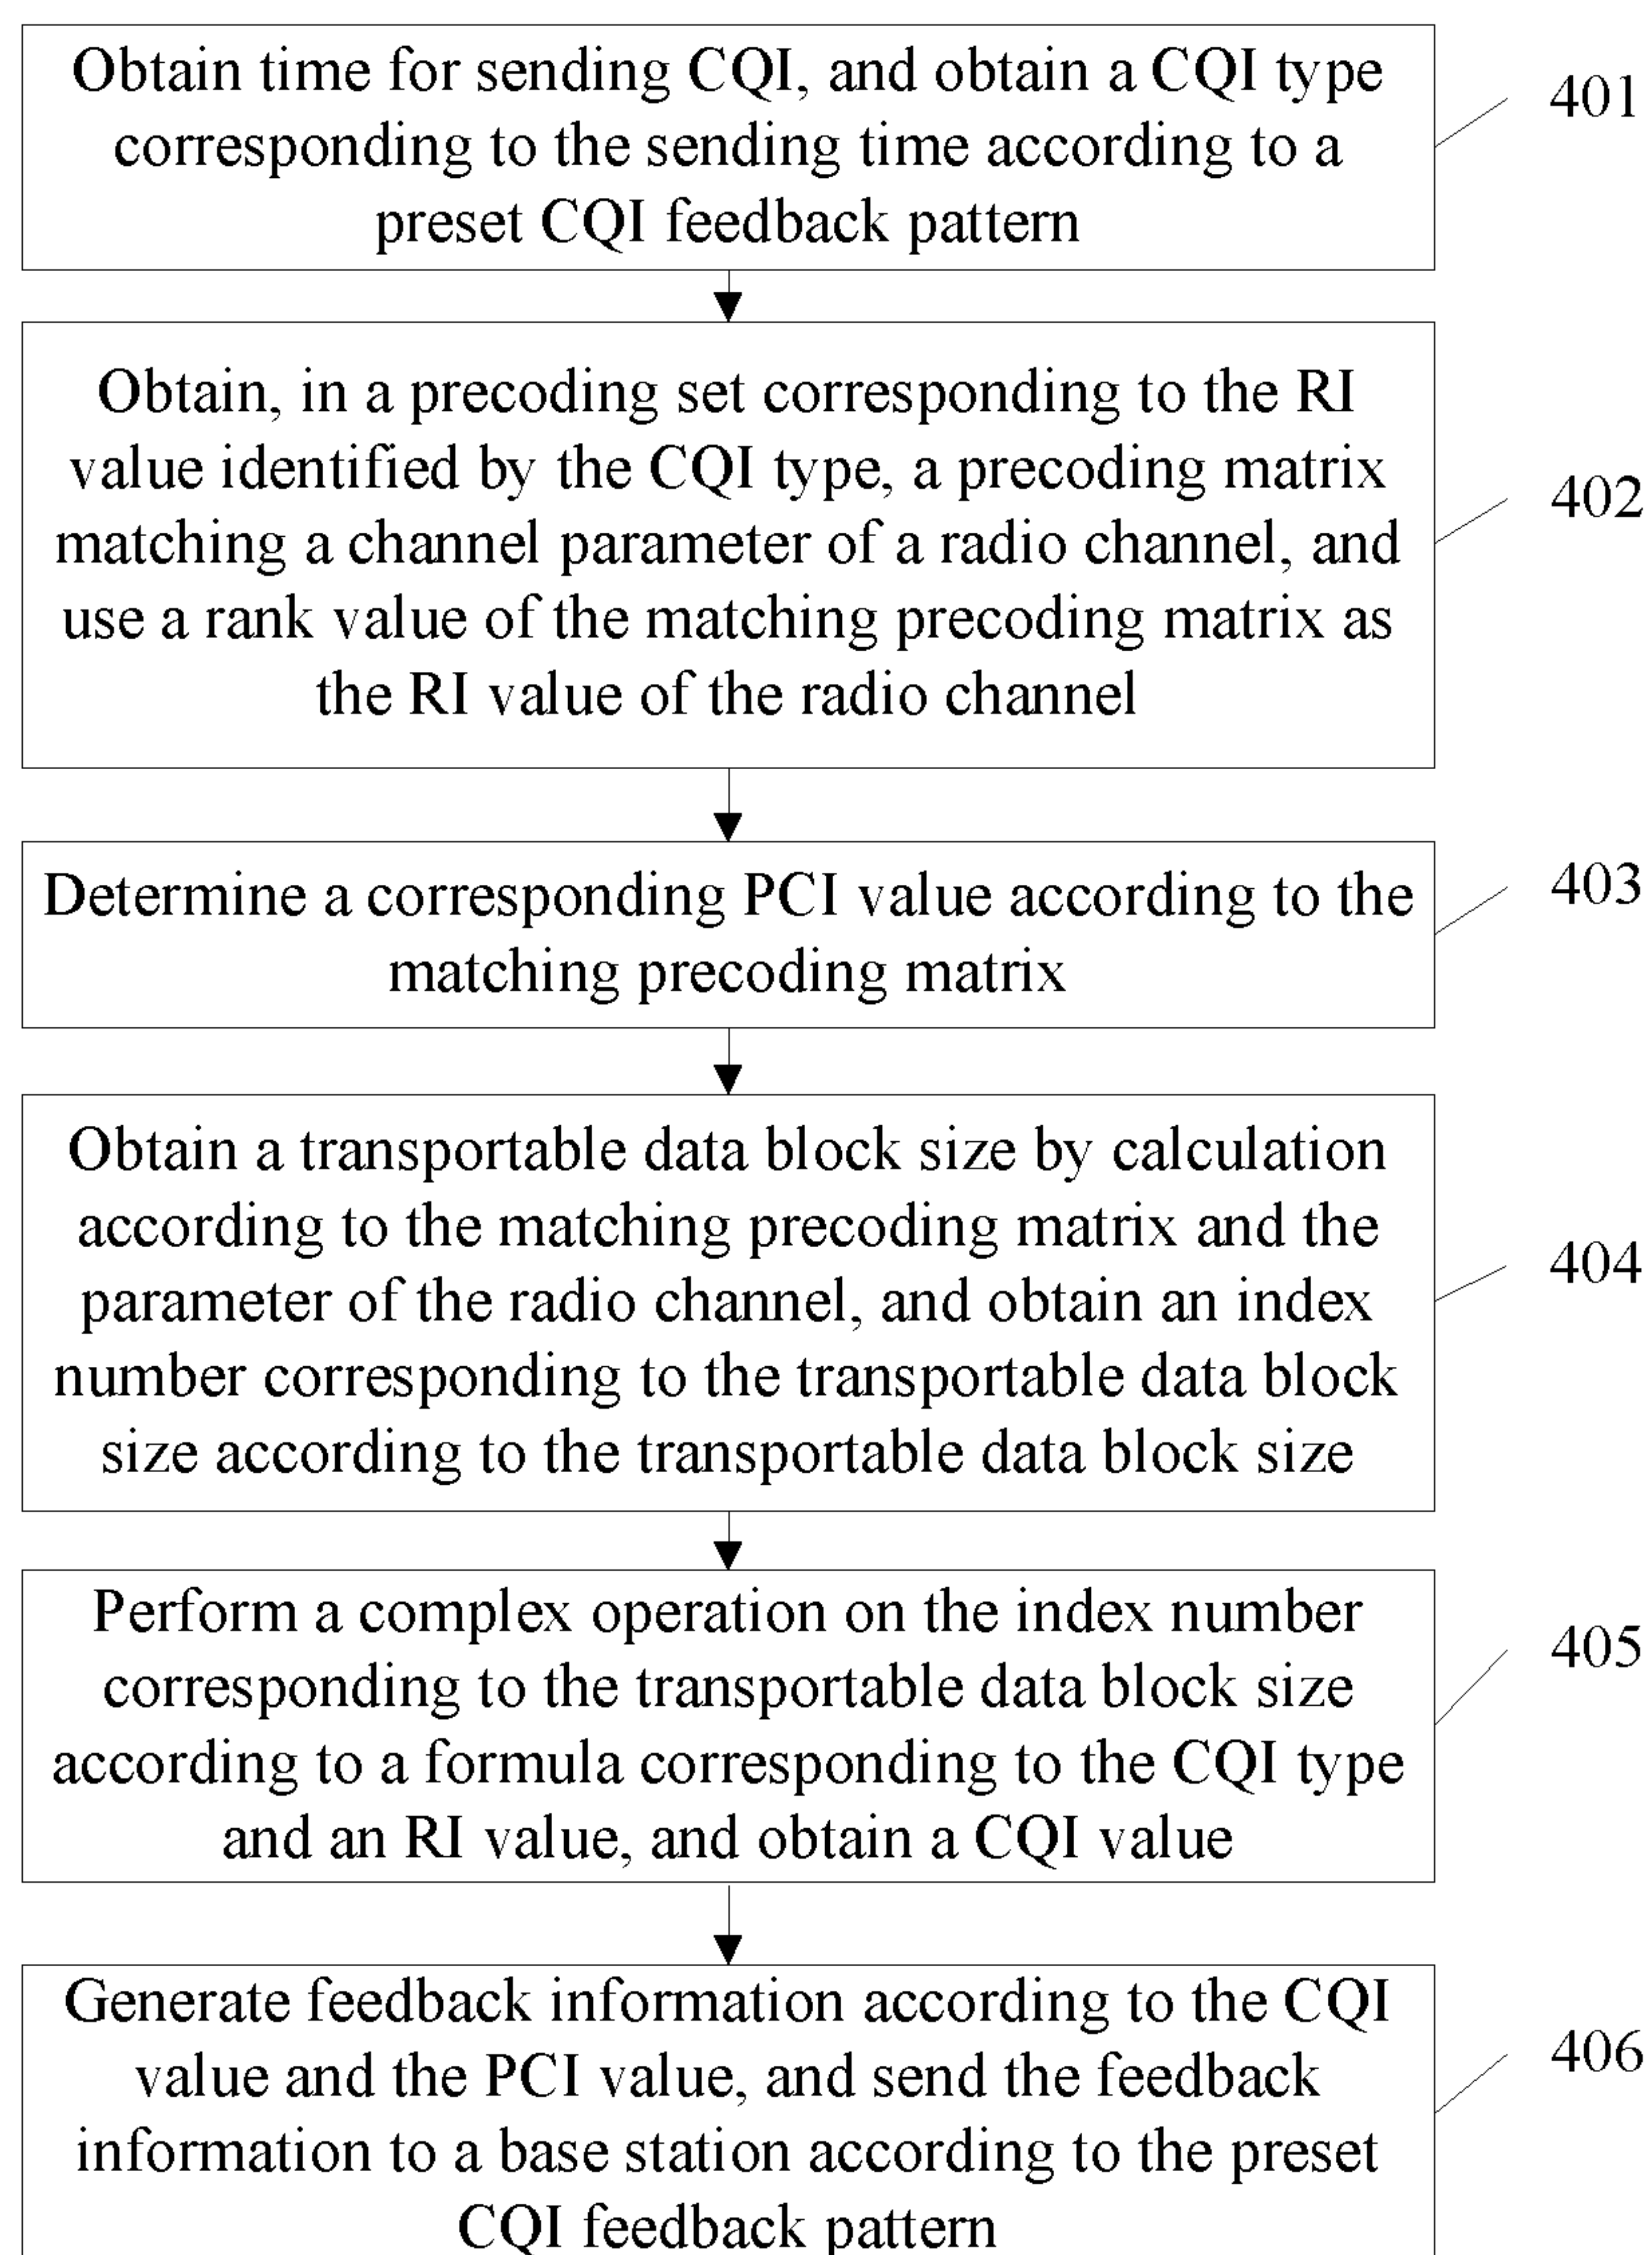 Obtain time for sending CQI, and obtain a CQI type
corresponding to the sending time according to a
preset CQI feedback pattern
401
Obtain, in a precoding set corresponding to the RI
value identified by the CQI type, a precoding matrix
matching a channel parameter of a radio channel, and
use a rank value of the matching precoding matrix as
the RI value of the radio channel
402
Determine a corresponding PCI value according to the
matching precoding matrix
403
Obtain a transportable data block size by calculation
according to the matching precoding matrix and the
parameter of the radio channel, and obtain an index
number corresponding to the transportable data block
size according to the transportable data block size
404
Perform a complex operation on the index number
corresponding to the transportable data block size
according to a formula corresponding to the CQI type
and an RI value, and obtain a CQI value
405
Generate feedback information according to the CQI
value and the PCI value, and send the feedback
information to a base station according to the preset
CQI feedback pattern
406